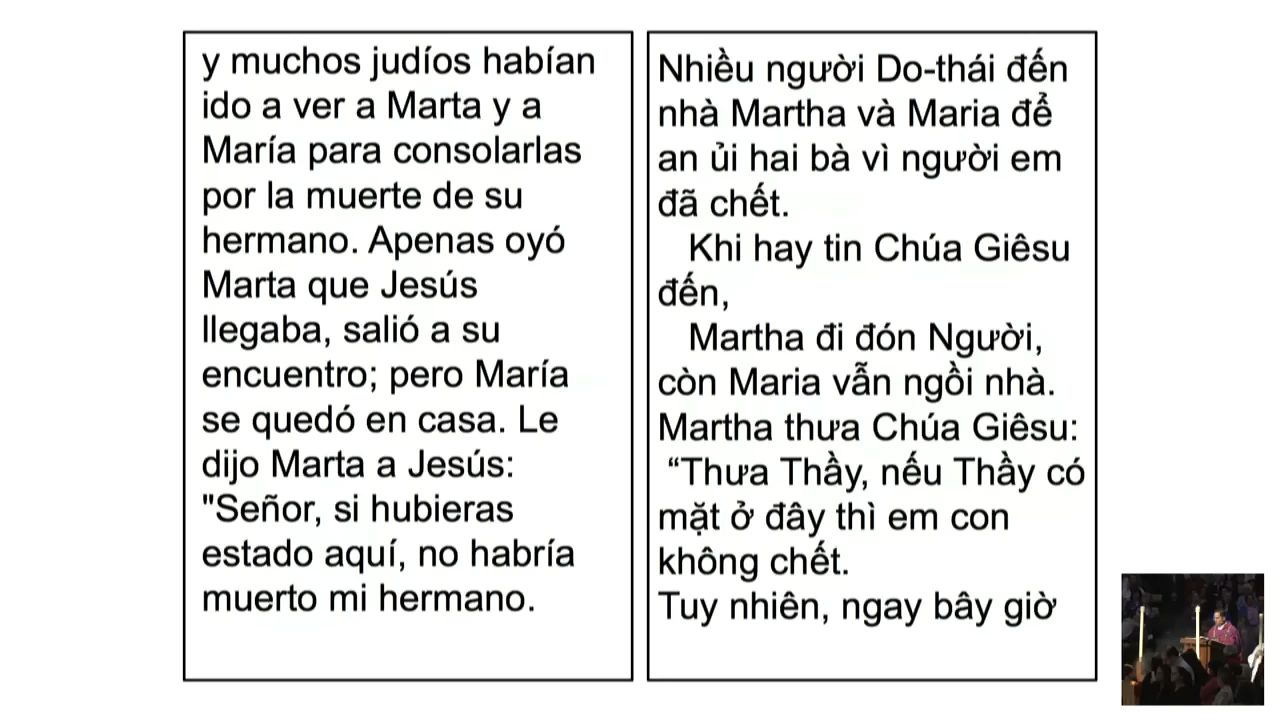 y muchos judíos habían
ido a ver a Marta y a
María para consolarlas
por la muerte de su
hermano. Apenas oyó
Marta que Jesús
llegaba, salió a su
encuentro; pero María
se quedó en casa. Le
dijo Marta a Jesús:
"Señor, si hubieras
estado aquí, no habría
muerto mi hermano.
Nhiều người Do-thái đến
nhà Martha và Maria để
an ủi hai bà vì người em
đã chết.
Khi hay tin Chúa Giêsu
đến,
Martha đi đón Người,
còn Maria vẫn ngồi nhà.
Martha thưa Chúa Giêsu:
“Thưa Thầy, nếu Thầy có
mặt ở đây thì em con
không chết.
Tuy nhiên, ngay bây giờ